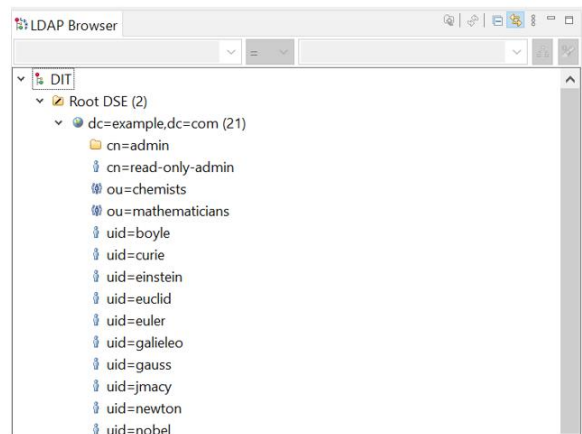 LDAP Browser
=
DIT
Root DSE (2)
dc=example,dc=com (21)
cn=admin
cn=read-only-admin
ou=chemists
ou=mathematicians
uid=boyle
uid=curie
uid=einstein
uid=euclid
uid=euler
uid=galieleo
uid=gauss
uid=jmacy
uid=newton
uid=nobel